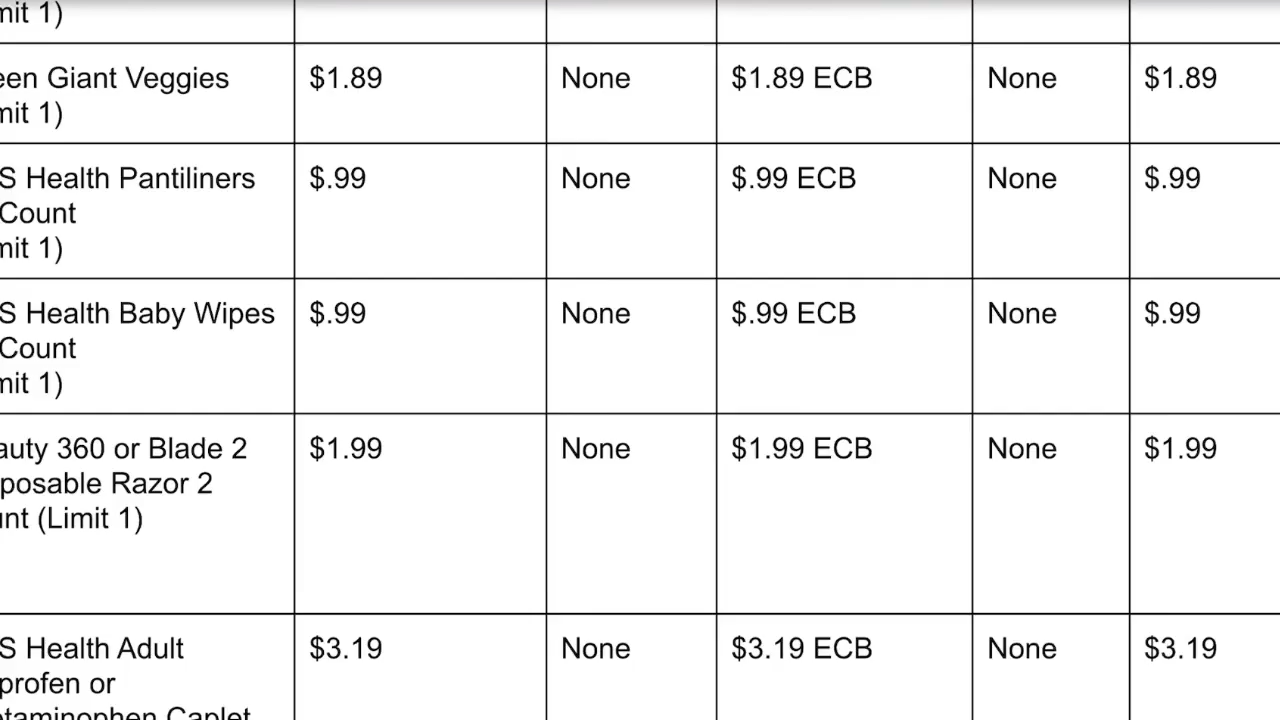 mit 1)
een Giant Veggies $1.89 None $1.89 ECB None $1.89
mit 1)
S Health Pantiliners $.99 None $.99 ECB None $.99
Count
mit 1)
S Health Baby Wipes $.99 None $.99 ECB None $.99
Count
mit 1)
auty 360 or Blade 2 $1.99 None $1.99 ECB None $1.99
posable Razor 2
unt (Limit 1)
S Health Adult $3.19 None $3.19 ECB None $3.19
profen or
etaminophen Caplet